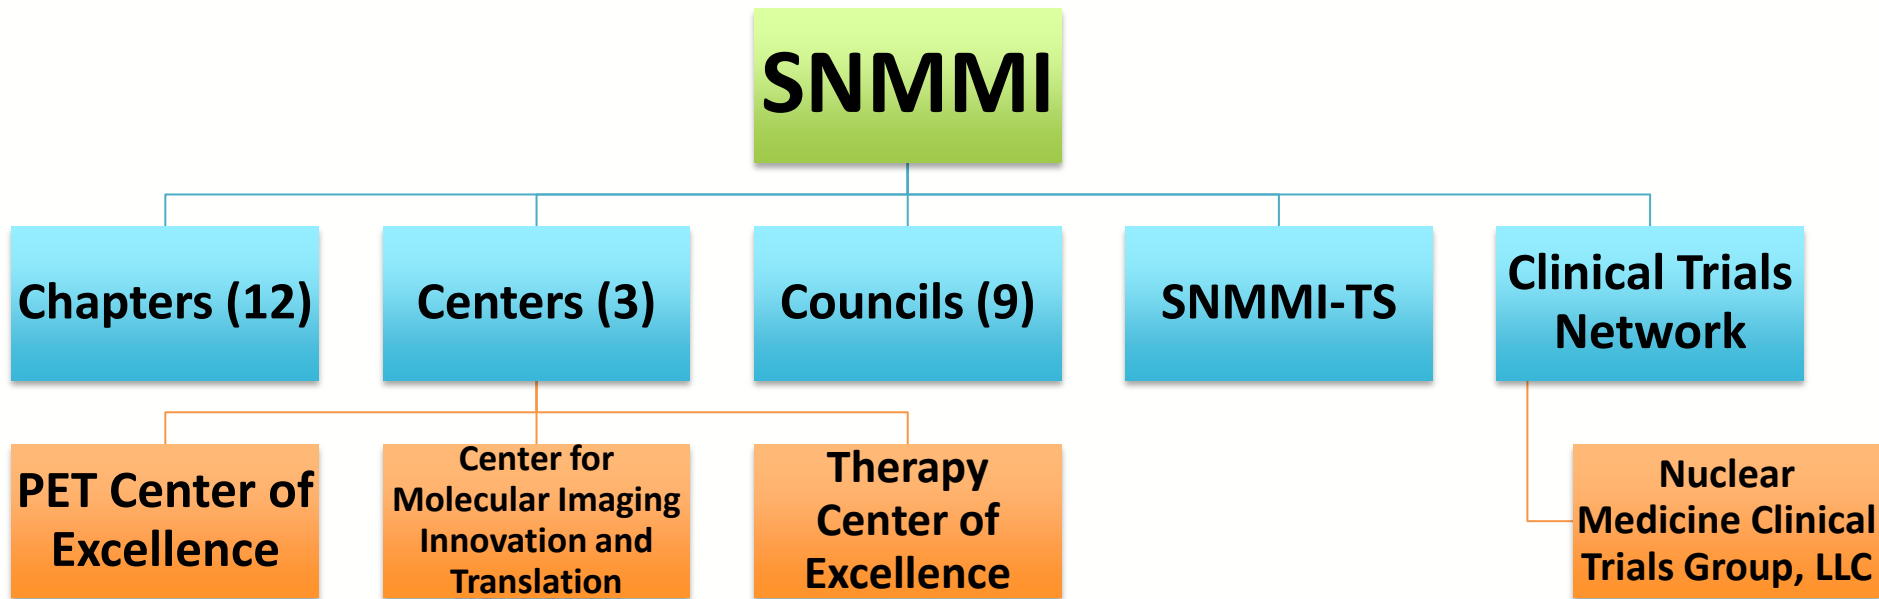 SNMMI
Chapters (12)
Centers (3)
Councils (9)
SNMMI-TS
Clinical Trials
Network
PET Center of
Excellence
Center for
Molecular Imaging
Innovation and
Translation
Therapy
Center of
Excellence
Nuclear
Medicine Clinical
Trials Group, LLC